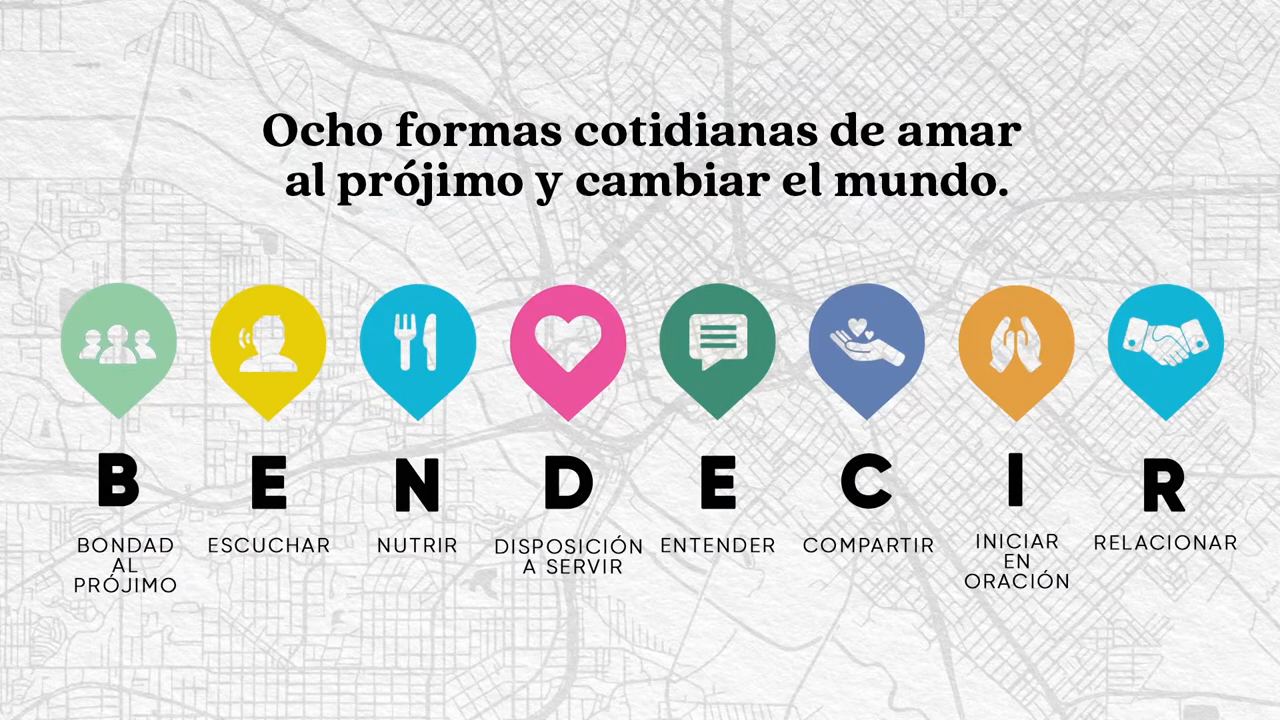 Ocho formas cotidianas de amar
al prójimo y cambiar el mundo.
B E N D E C I R
BONDAD
AL
PRÓJIMO
ESCUCHAR
NUTRIR
DISPOSICIÓN
A SERVIR
ENTENDER
COMPARTIR
INICIAR
EN
ORACIÓN
RELACIONAR